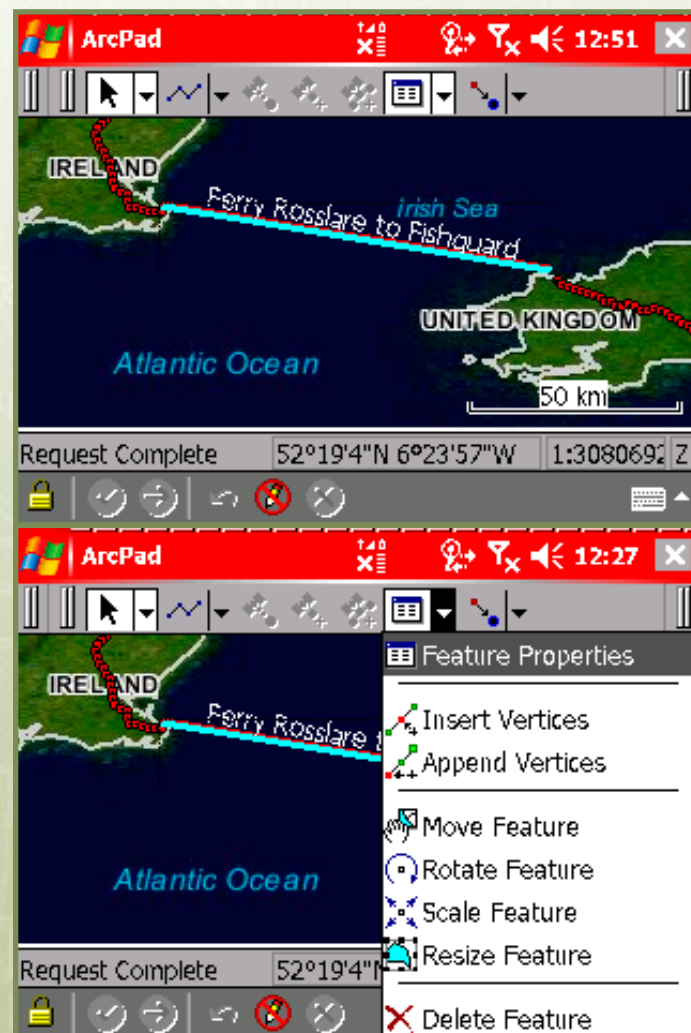 ArcPad 12:51
IRELAND
Ferry Rosslare to Fishguard
Irish Sea
UNITED KINGDOM
Atlantic Ocean
50 km
Request Complete 52°19'4"N 6°23'57"W 1:3080692 Z
ArcPad 12:27
Feature Properties
IRELAND
Ferry Rosslare t
Insert Vertices
Append Vertices
Move Feature
Rotate Feature
Atlantic Ocean
Scale Feature
Resize Feature
Request Complete 52°19'4"N
Delete Feature